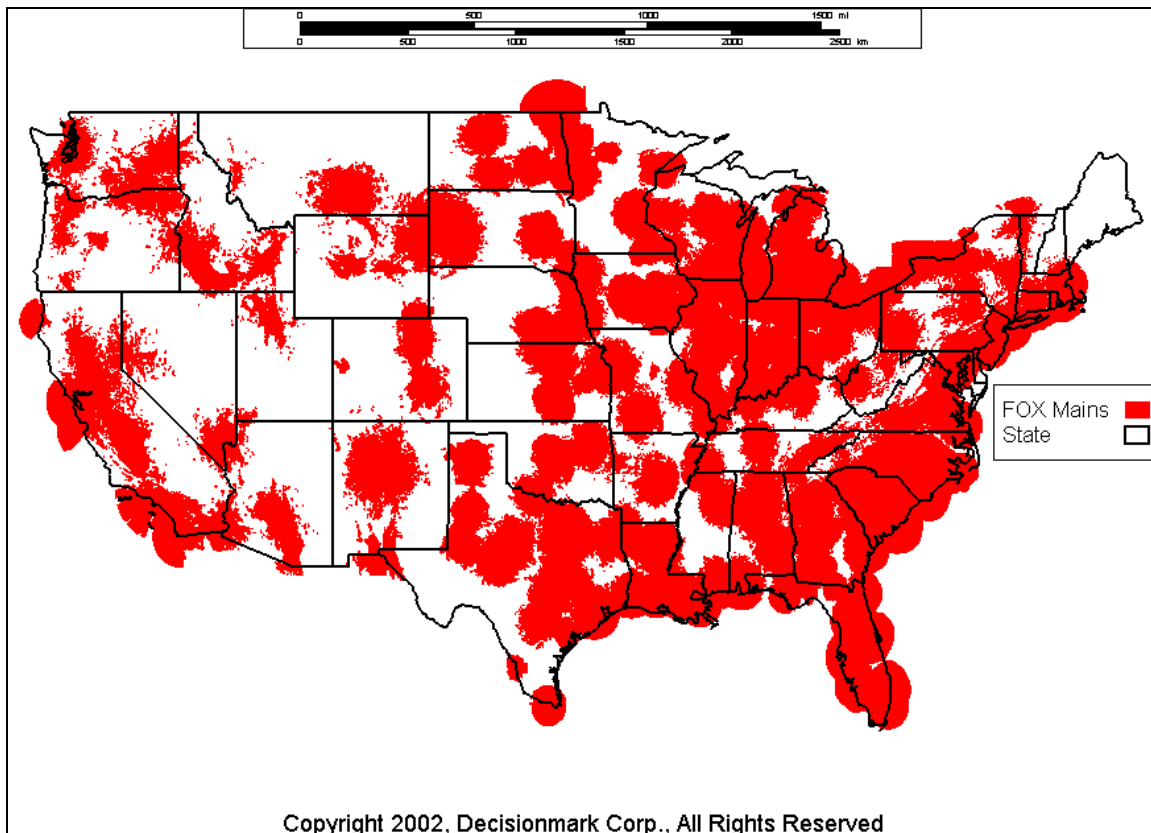 0 500 1000 1500 mi
0 500 1000 1500 2000 2500 km
FOX Mains
State
Copyright 2002, Decisionmark Corp., All Rights Reserved